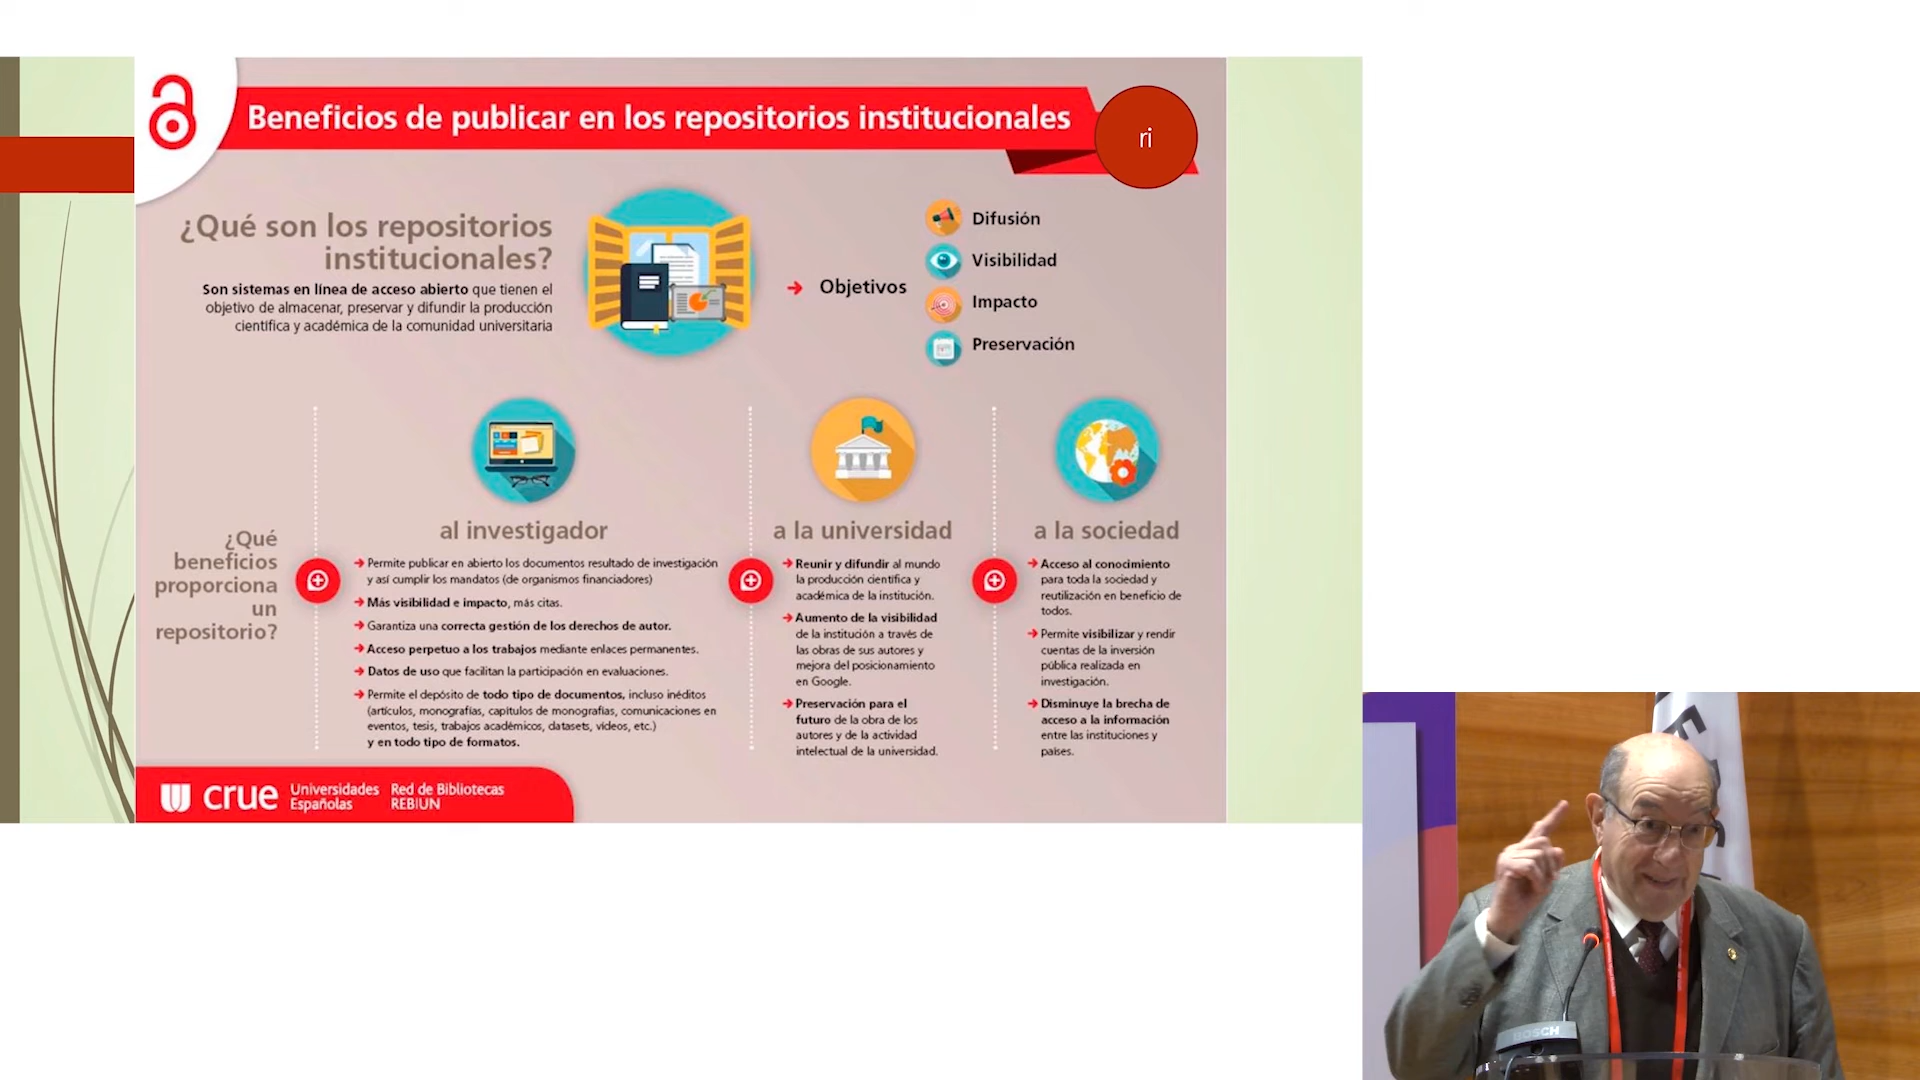 Beneficios de publicar en los repositorios institucionales
ri
¿Qué son los repositorios
institucionales?
Son sistemas en línea de acceso abierto que tienen el
objetivo de almacenar, preservar y difundir la producción
científica y académica de la comunidad universitaria
Objetivos
Difusión
Visibilidad
Impacto
Preservación
¿Qué
beneficios
proporciona
un
repositorio?
al investigador
Permite publicar en abierto los documentos resultado de investigación
y así cumplir los mandatos (de organismos financiadores)
Más visibilidad e impacto, más citas.
Garantiza una correcta gestión de los derechos de autor.
Acceso perpetuo a los trabajos mediante enlaces permanentes.
Datos de uso que facilitan la participación en evaluaciones.
Permite el depósito de todo tipo de documentos, incluso inéditos
(artículos, monografías, capítulos de monografías, comunicaciones en
eventos, tesis, trabajos académicos, datasets, vídeos, etc.)
y en todo tipo de formatos.
a la universidad
Reunir y difundir al mundo
la producción científica y
académica de la institución.
Aumento de la visibilidad
de la institución a través de
las obras de sus autores y
mejora del posicionamiento
en Google.
Preservación para el
futuro de la obra de los
autores y de la actividad
intelectual de la universidad.
a la sociedad
Acceso al conocimiento
para toda la sociedad y
reutilización en beneficio de
todos.
Permite visibilizar y rendir
cuentas de la inversión
pública realizada en
investigación.
Disminuye la brecha de
acceso a la información
entre las instituciones y
países.
crue
Universidades
Españolas
Red de Bibliotecas
REBIUN
BOSCH